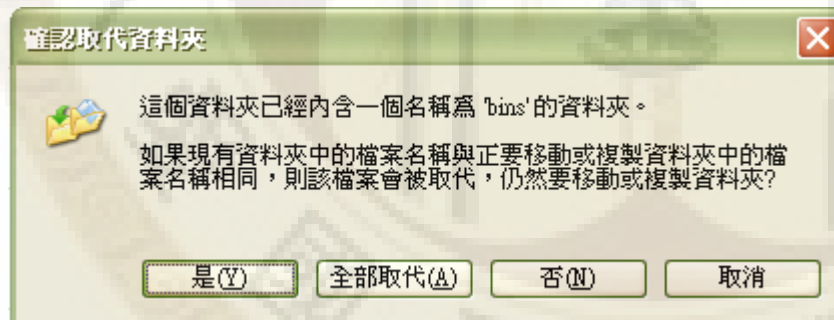 確認取代資料夾
這個資料夾已經內含一個名稱為 'bins' 的資料夾。
如果現有資料夾中的檔案名稱與正要移動或複製資料夾中的檔
案名稱相同，則該檔案會被取代，仍然要移動或複製資料夾?
是(Y) 全部取代(A) 否(N) 取消